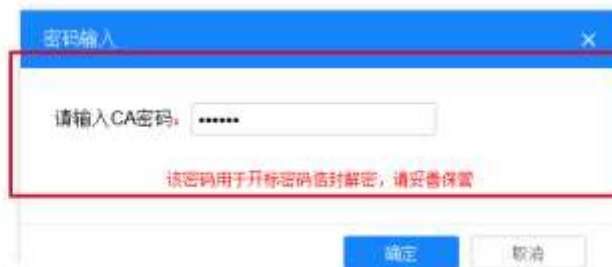 密码输入 ×
请输入CA密码: ••••••
该密码用于开标密码信封解密，请妥善保管
确定 取消